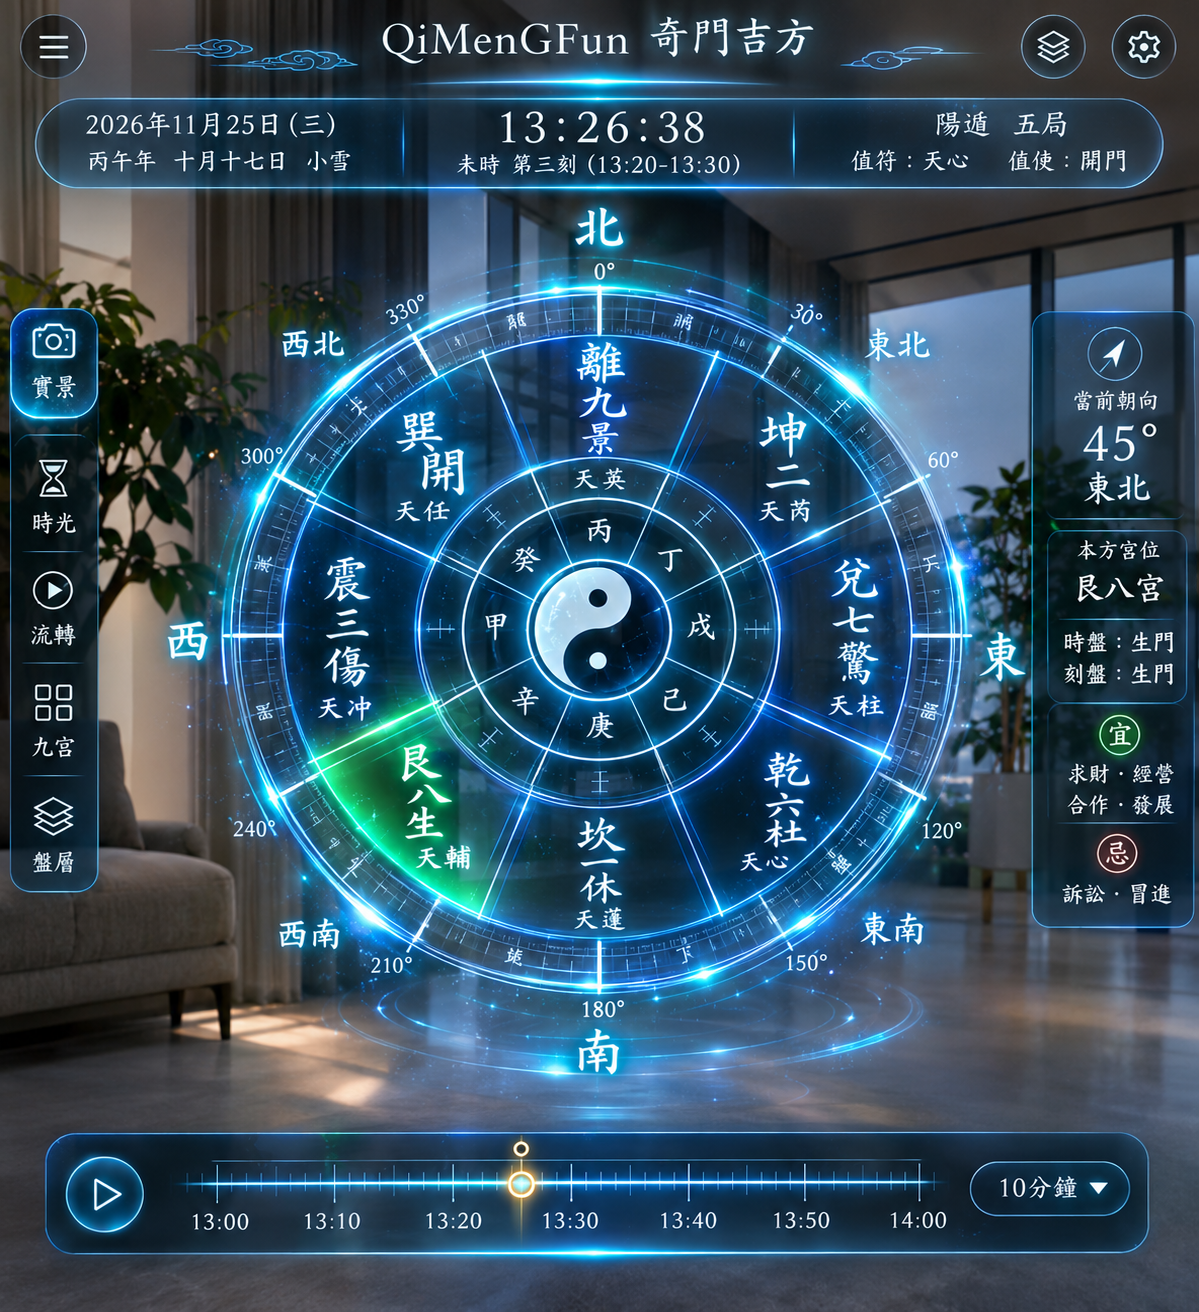 QiMenGFun 奇門吉方
2026年11月25日(三)
丙午年 十月十七日 小雪
13:26:38
未時 第三刻 (13:20-13:30)
陽遁 五局
值符：天心 值使：開門
實景
時光
流轉
九宮
盤層
北
0°
30°
東北
60°
東
120°
東南
150°
180°
南
210°
西南
240°
西
300°
西北
330°
離九景
天英
坤二
天芮
兌七驚
天柱
乾六杜
天心
坎一休
天蓬
艮八生
天輔
震三傷
天冲
巽開
天任
丙
丁
戌
己
庚
辛
甲
癸
當前朝向
45°
東北
本方宮位
艮八宮
時盤：生門
刻盤：生門
宜
求財·經營
合作·發展
忌
訴訟·冒進
13:00 13:10 13:20 13:30 13:40 13:50 14:00
10分鐘